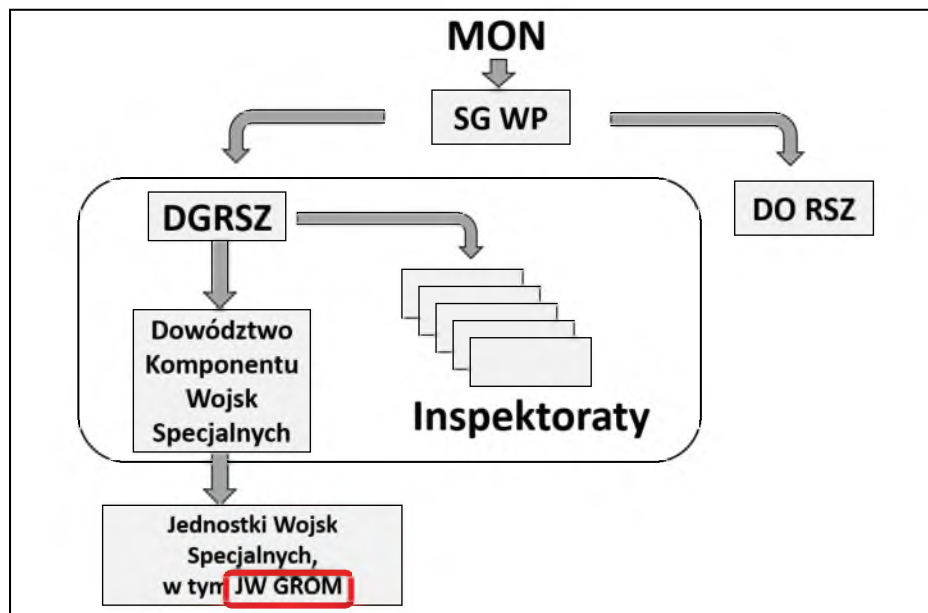 MON
SG WP
DGRSZ
DO RSZ
Dowództwo
Komponentu
Wojsk
Specjalnych
Inspektoraty
Jednostki Wojsk
Specjalnych,
w tym JW GROM